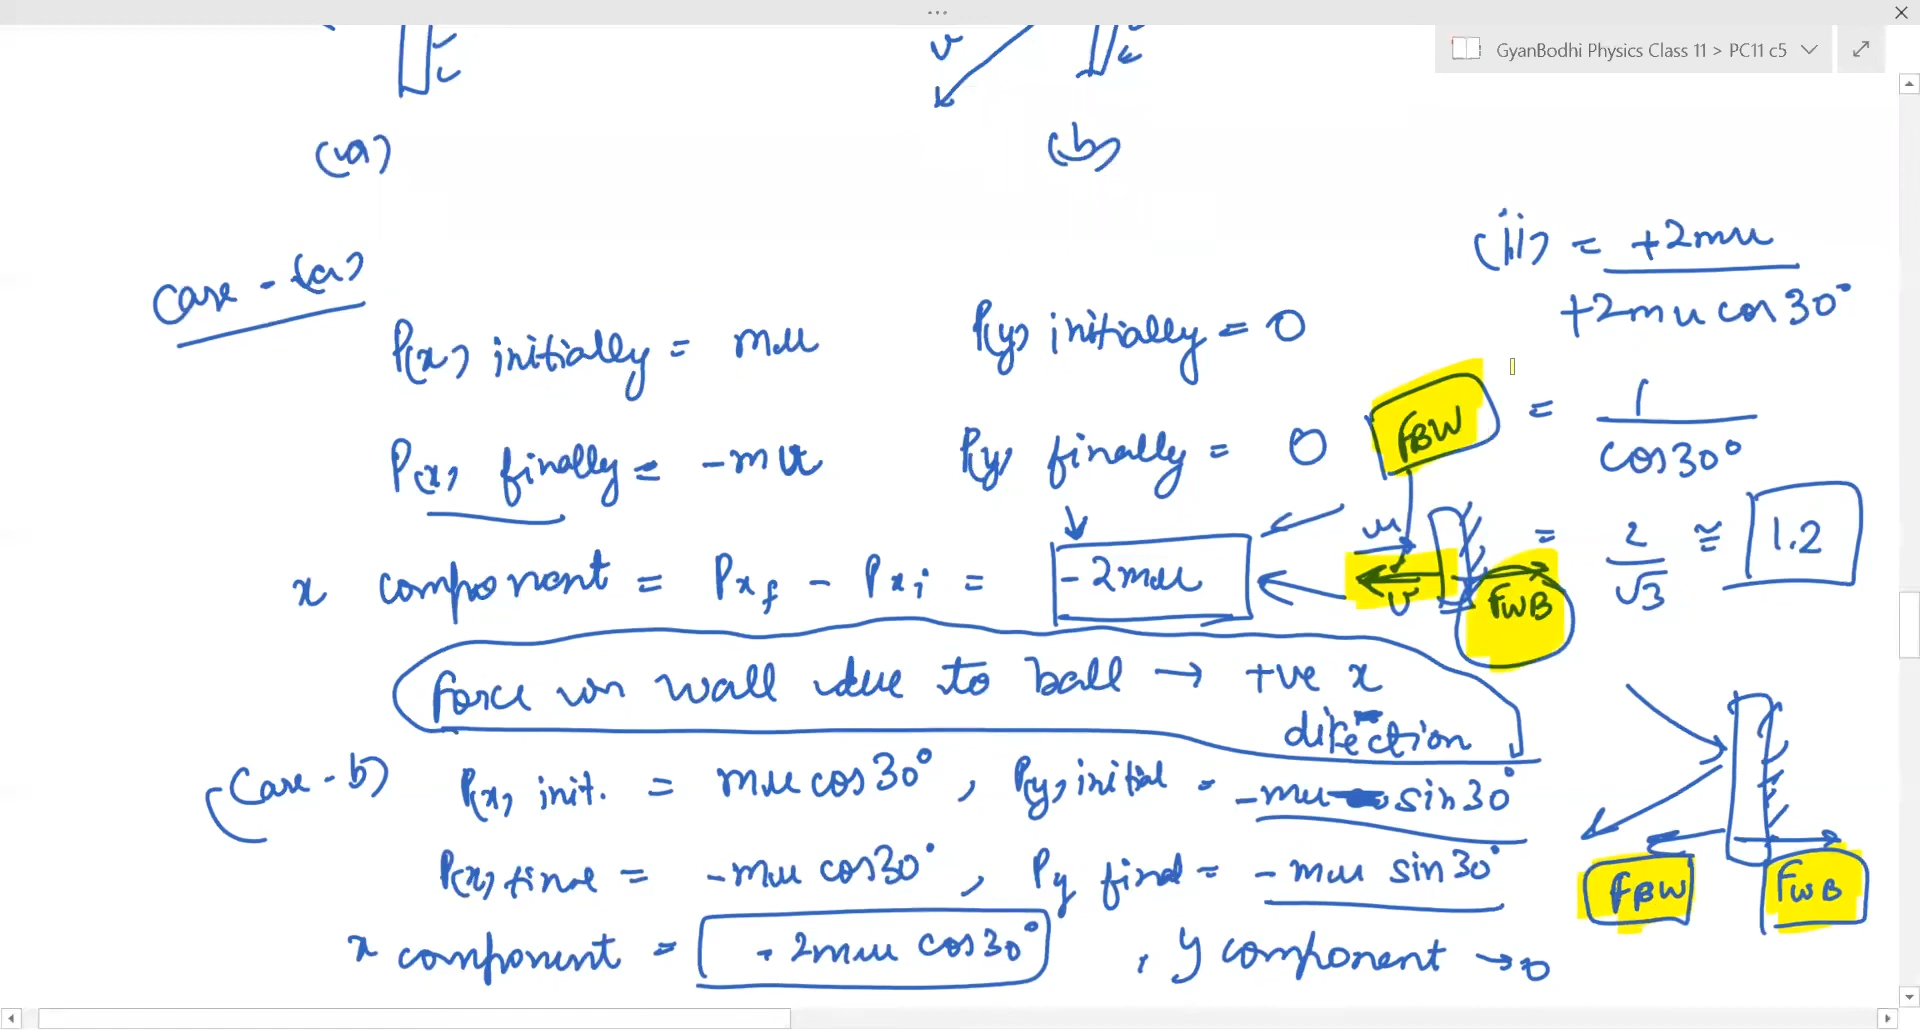 GyanBodhi Physics Class 11 > PC11 c5
v
(a)
(b)
Case - (a)
P(x) initially = mu
P(y) initially = 0
P(x) finally = -mu
P(y) finally = 0
x component = Pxf - Pxi = -2mu
Force on wall due to ball → +ve x
direction
(ii) = +2mu
+2mu cos 30°
= 1
cos 30°
= 2
√3
≅ 1.2
FBW
u
v
FWB
Case - b)
P(x) init. = mu cos 30° , P(y) initial = -mu sin 30°
P(x) final = -mu cos 30° , Py final = -mu sin 30°
x component = - 2mu cos 30° , y component → 0
FBW
FWB